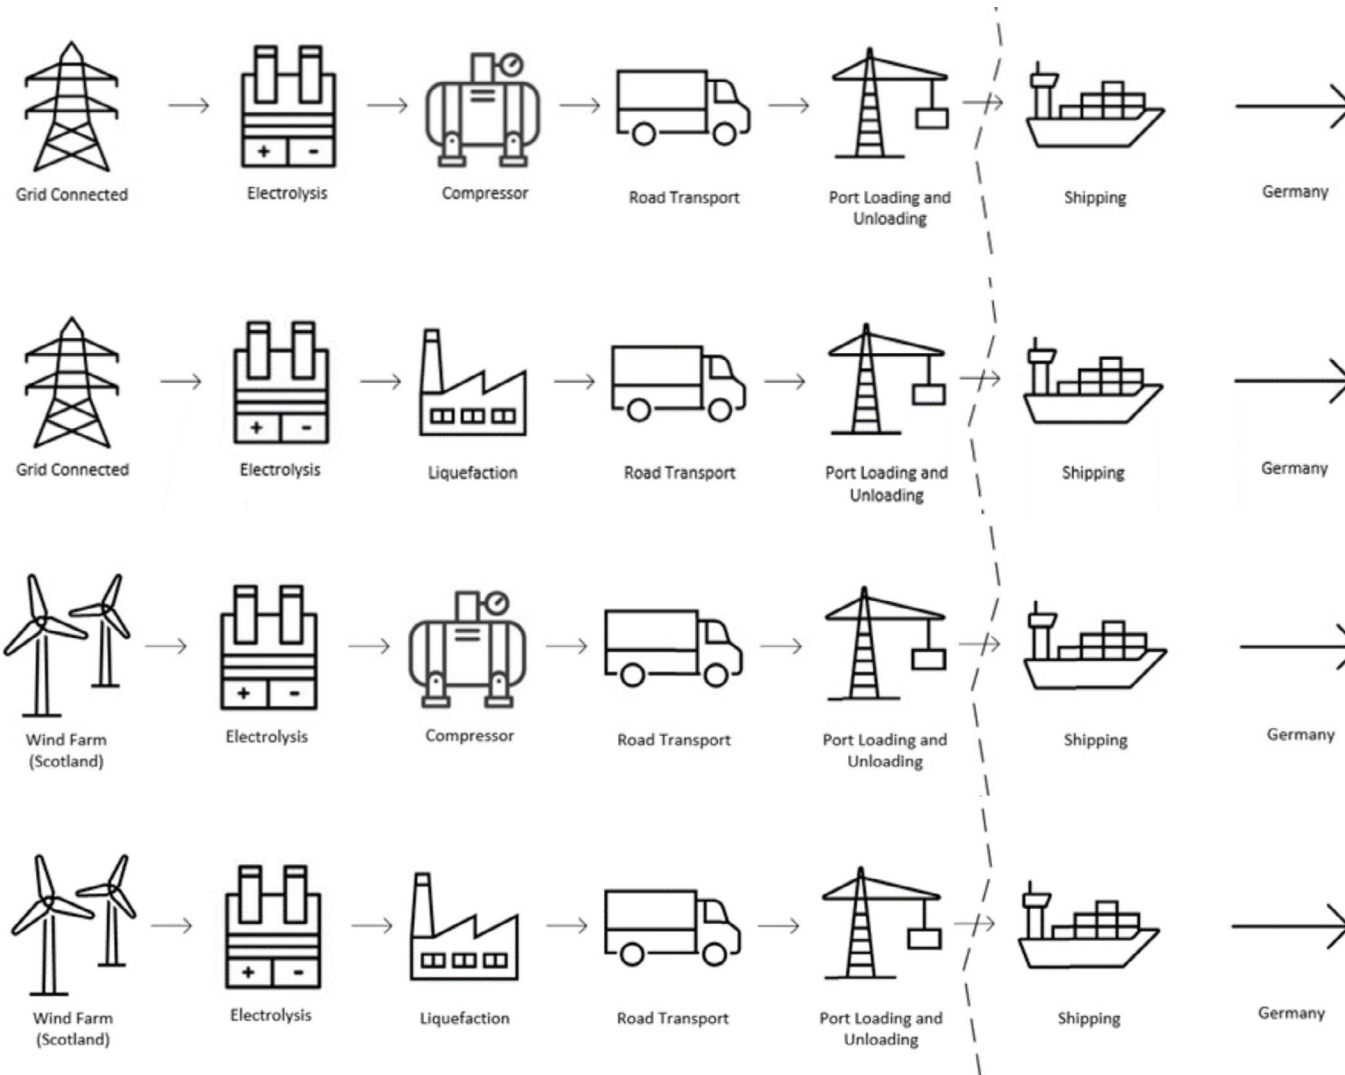 Grid Connected
Electrolysis
Compressor
Road Transport
Port Loading and
Unloading
Shipping
Germany
Grid Connected
Electrolysis
Liquefaction
Road Transport
Port Loading and
Unloading
Shipping
Germany
Wind Farm
(Scotland)
Electrolysis
Compressor
Road Transport
Port Loading and
Unloading
Shipping
Germany
Wind Farm
(Scotland)
Electrolysis
Liquefaction
Road Transport
Port Loading and
Unloading
Shipping
Germany